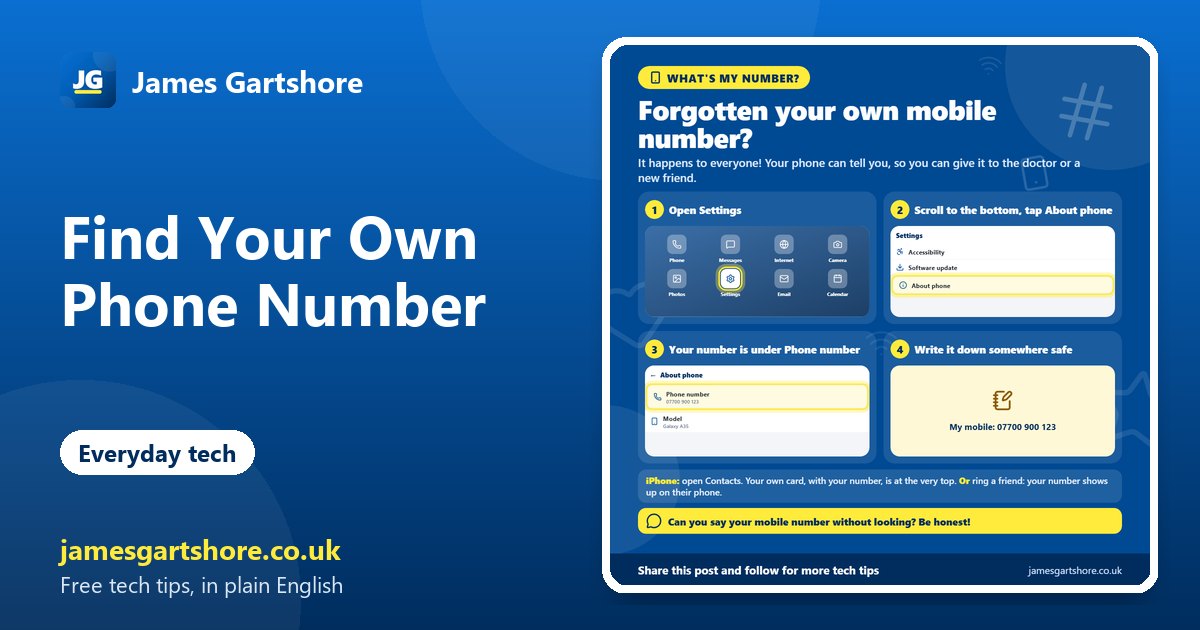 JG
James Gartshore
Find Your Own
Phone Number
Everyday tech
jamesgartshore.co.uk
Free tech tips, in plain English
WHAT'S MY NUMBER?
Forgotten your own mobile
number?
It happens to everyone! Your phone can tell you, so you can give it to the doctor or a
new friend.
1 Open Settings
Phone Messages Internet Camera
Photos Settings Email Calendar
2 Scroll to the bottom, tap About phone
Settings
Accessibility
Software update
About phone
3 Your number is under Phone number
← About phone
Phone number
07700 900 123
Model
Galaxy A35
4 Write it down somewhere safe
My mobile: 07700 900 123
iPhone: open Contacts. Your own card, with your number, is at the very top. Or ring a friend: your number shows
up on their phone.
Can you say your mobile number without looking? Be honest!
Share this post and follow for more tech tips
jamesgartshore.co.uk